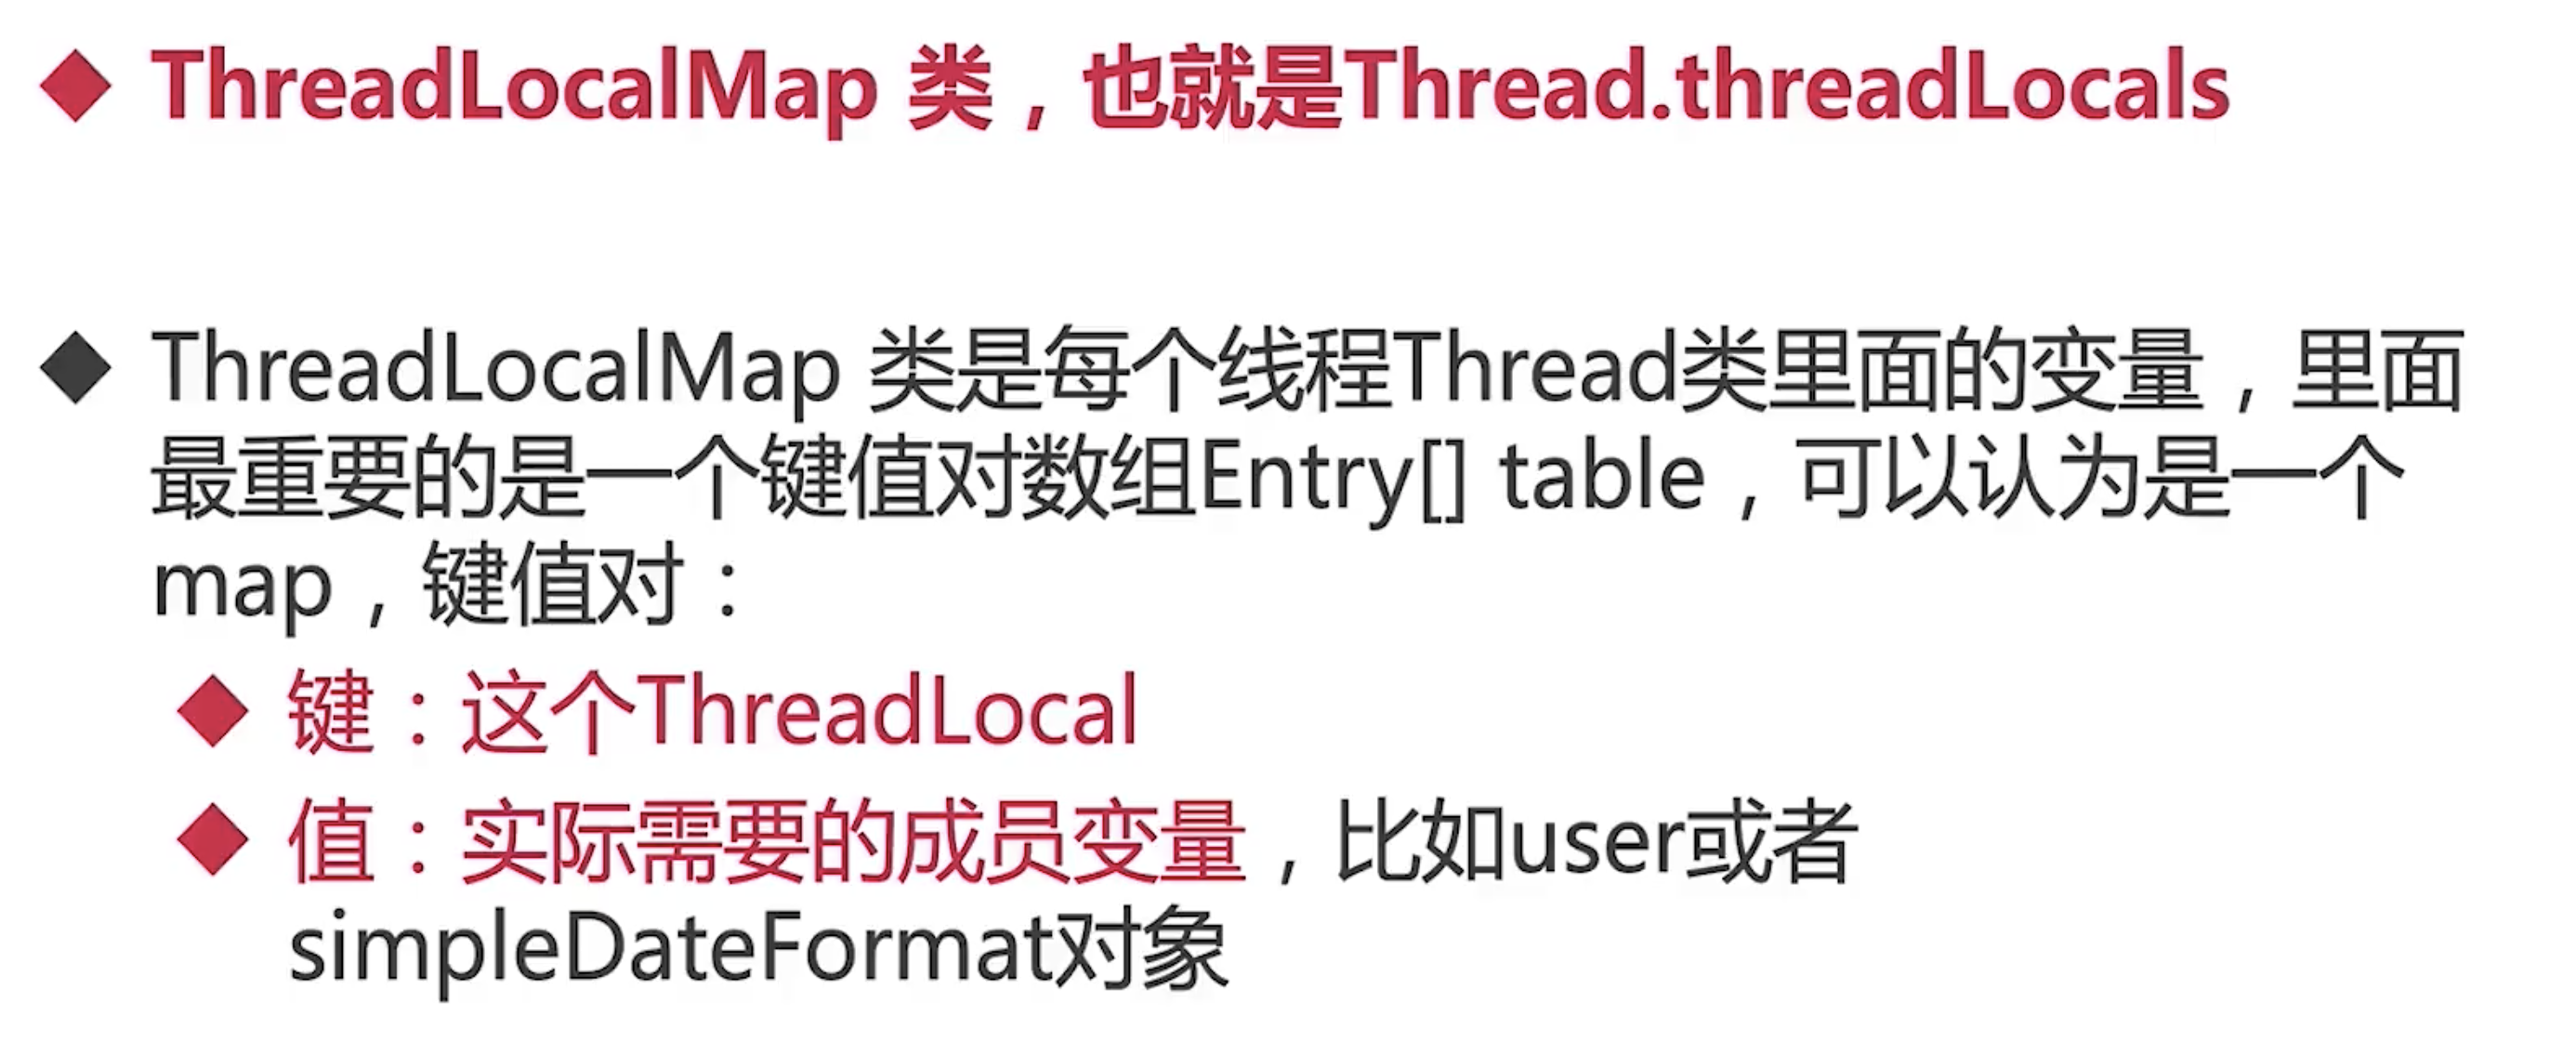 ◆ ThreadLocalMap 类，也就是Thread.threadLocals
◆ ThreadLocalMap 类是每个线程Thread类里面的变量，里面
最重要的是一个键值对数组Entry[] table，可以认为是一个
map，键值对：
◆ 键：这个ThreadLocal
◆ 值：实际需要的成员变量，比如user或者
simpleDateFormat对象